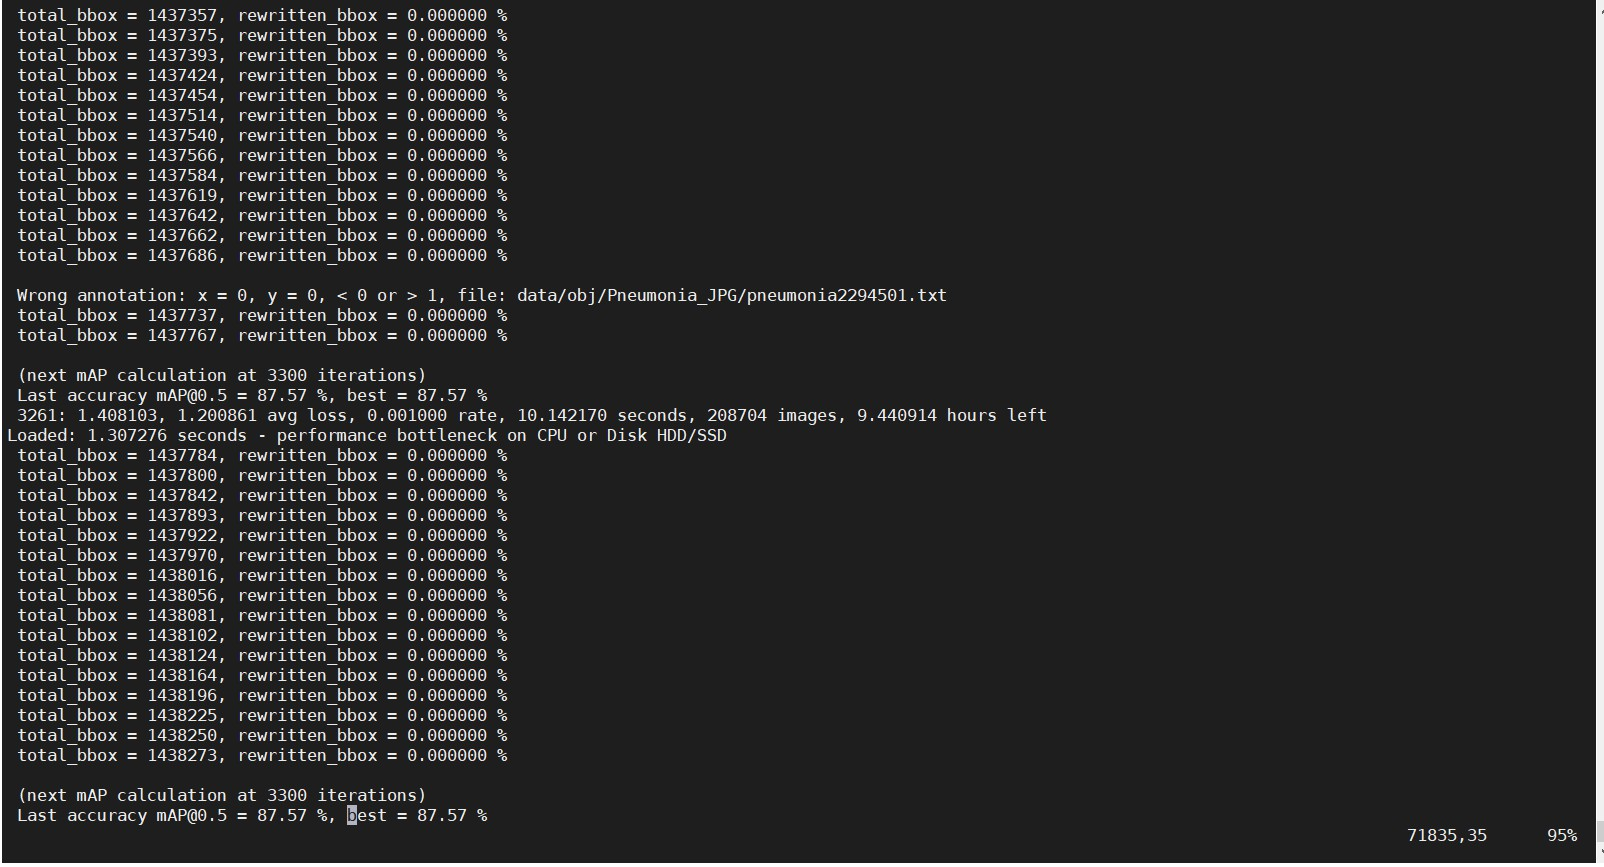 total_bbox = 1437357, rewritten_bbox = 0.000000 %
total_bbox = 1437375, rewritten_bbox = 0.000000 %
total_bbox = 1437393, rewritten_bbox = 0.000000 %
total_bbox = 1437424, rewritten_bbox = 0.000000 %
total_bbox = 1437454, rewritten_bbox = 0.000000 %
total_bbox = 1437514, rewritten_bbox = 0.000000 %
total_bbox = 1437540, rewritten_bbox = 0.000000 %
total_bbox = 1437566, rewritten_bbox = 0.000000 %
total_bbox = 1437584, rewritten_bbox = 0.000000 %
total_bbox = 1437619, rewritten_bbox = 0.000000 %
total_bbox = 1437642, rewritten_bbox = 0.000000 %
total_bbox = 1437662, rewritten_bbox = 0.000000 %
total_bbox = 1437686, rewritten_bbox = 0.000000 %
Wrong annotation: x = 0, y = 0, < 0 or > 1, file: data/obj/Pneumonia_JPG/pneumonia2294501.txt
total_bbox = 1437737, rewritten_bbox = 0.000000 %
total_bbox = 1437767, rewritten_bbox = 0.000000 %
(next mAP calculation at 3300 iterations)
Last accuracy mAP@0.5 = 87.57 %, best = 87.57 %
3261: 1.408103, 1.200861 avg loss, 0.001000 rate, 10.142170 seconds, 208704 images, 9.440914 hours left
Loaded: 1.307276 seconds - performance bottleneck on CPU or Disk HDD/SSD
total_bbox = 1437784, rewritten_bbox = 0.000000 %
total_bbox = 1437800, rewritten_bbox = 0.000000 %
total_bbox = 1437842, rewritten_bbox = 0.000000 %
total_bbox = 1437893, rewritten_bbox = 0.000000 %
total_bbox = 1437922, rewritten_bbox = 0.000000 %
total_bbox = 1437970, rewritten_bbox = 0.000000 %
total_bbox = 1438016, rewritten_bbox = 0.000000 %
total_bbox = 1438056, rewritten_bbox = 0.000000 %
total_bbox = 1438081, rewritten_bbox = 0.000000 %
total_bbox = 1438102, rewritten_bbox = 0.000000 %
total_bbox = 1438124, rewritten_bbox = 0.000000 %
total_bbox = 1438164, rewritten_bbox = 0.000000 %
total_bbox = 1438196, rewritten_bbox = 0.000000 %
total_bbox = 1438225, rewritten_bbox = 0.000000 %
total_bbox = 1438250, rewritten_bbox = 0.000000 %
total_bbox = 1438273, rewritten_bbox = 0.000000 %
(next mAP calculation at 3300 iterations)
Last accuracy mAP@0.5 = 87.57 %, best = 87.57 %
71835,35 95%